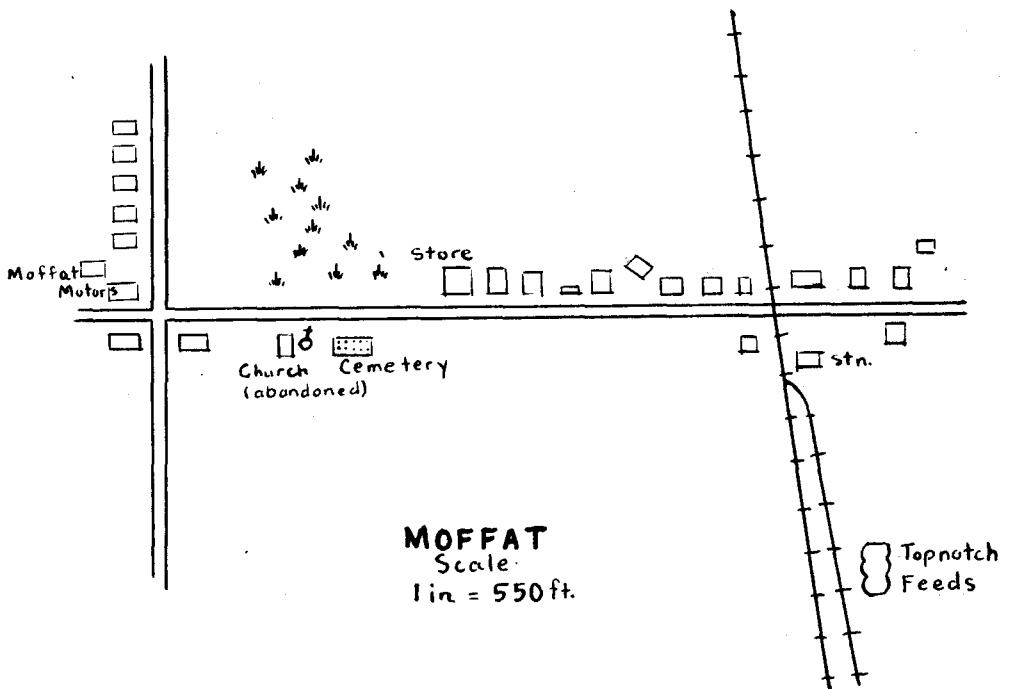 Store
Moffat
Motors
Church
(abandoned)
Cemetery
stn.
MOFFAT
Scale
1 in = 550 ft.
Topnotch
Feeds